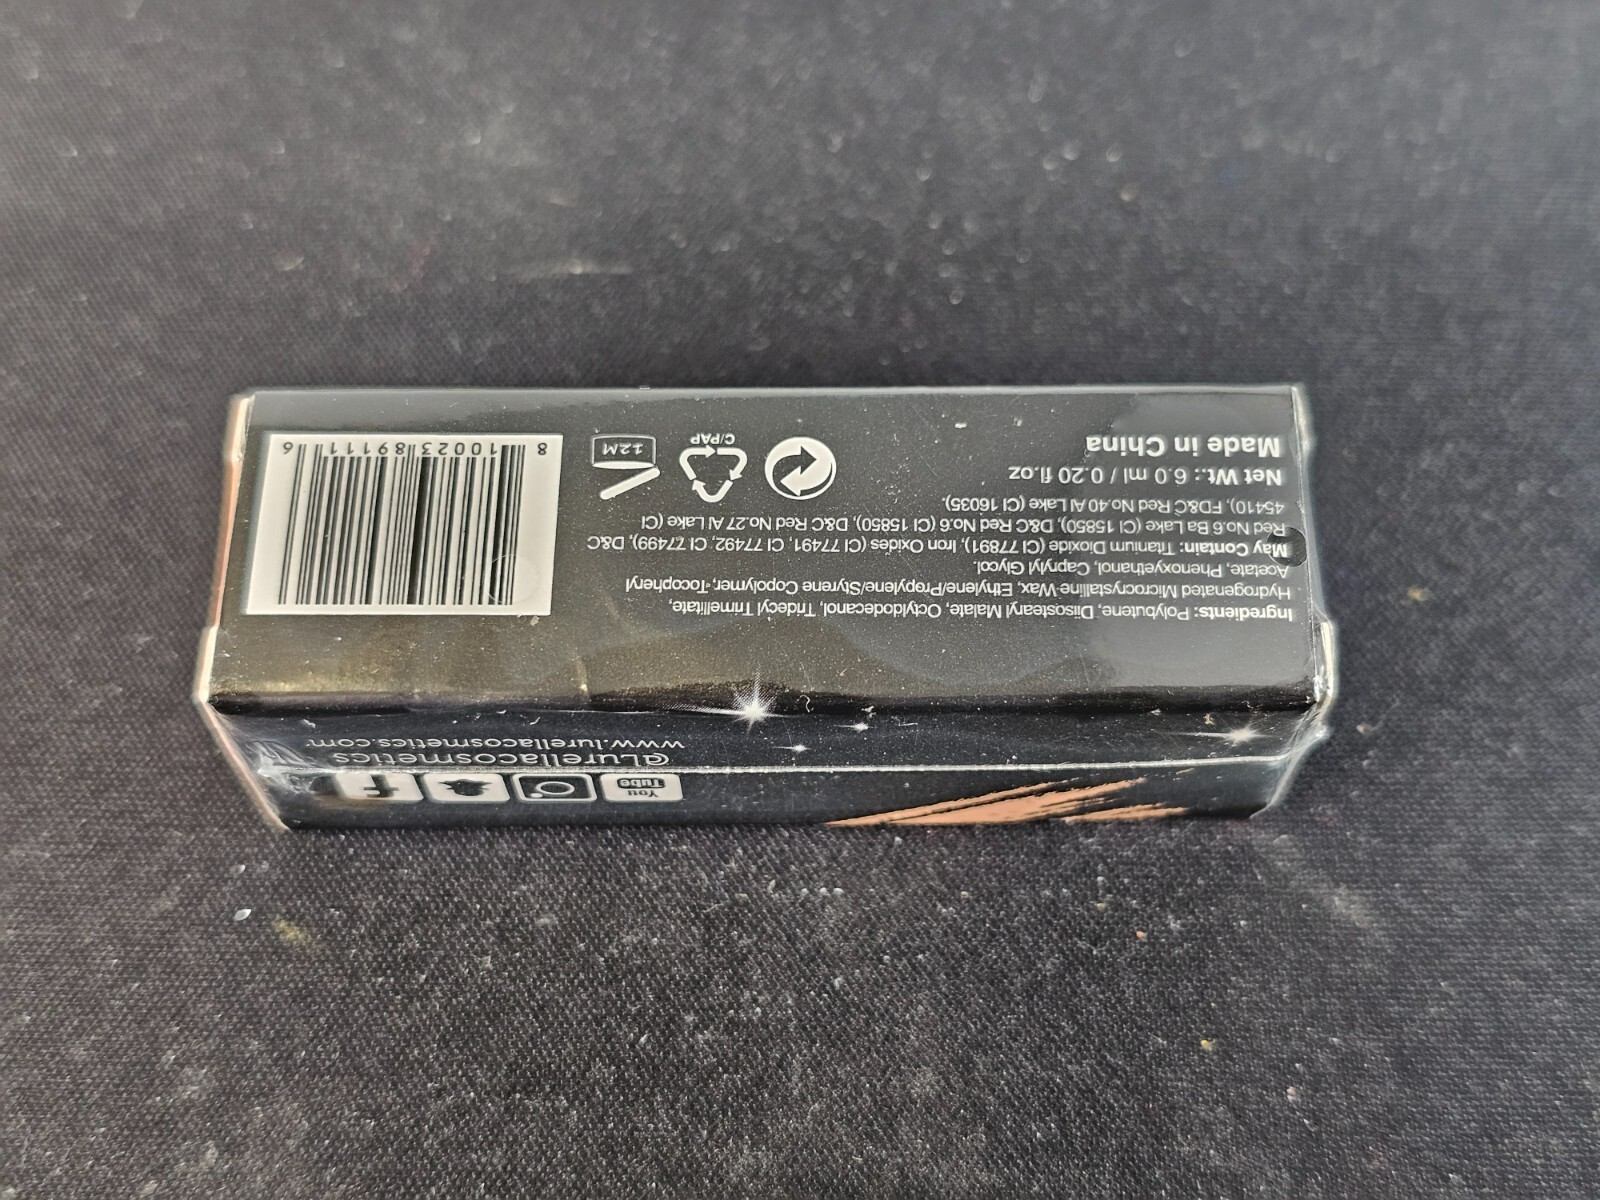 Ingredients: Polybutene, Diisostearyl Malate, Octyldodecanol, Tridecyl Trimellitate,
Hydrogenated Microcrystalline Wax, Ethylene/Propylene/Styrene Copolymer, Tocopheryl
Acetate, Phenoxyethanol, Caprylyl Glycol.
May Contain: Titanium Dioxide (CI 77891), Iron Oxides (CI 77491, CI 77492, CI 77499), D&C
Red No.6 Ba Lake (CI 15850), D&C Red No.6 (CI 15850), D&C Red No.27 Al Lake (CI
45410), FD&C Red No.40 Al Lake (CI 16035).
Net Wt.: 6.0 ml / 0.20 fl.oz
Made in China
C/PAP
12M
8 10023 89111 6
You Tube
@Lurellacosmetics
www.lurellacosmetics.com